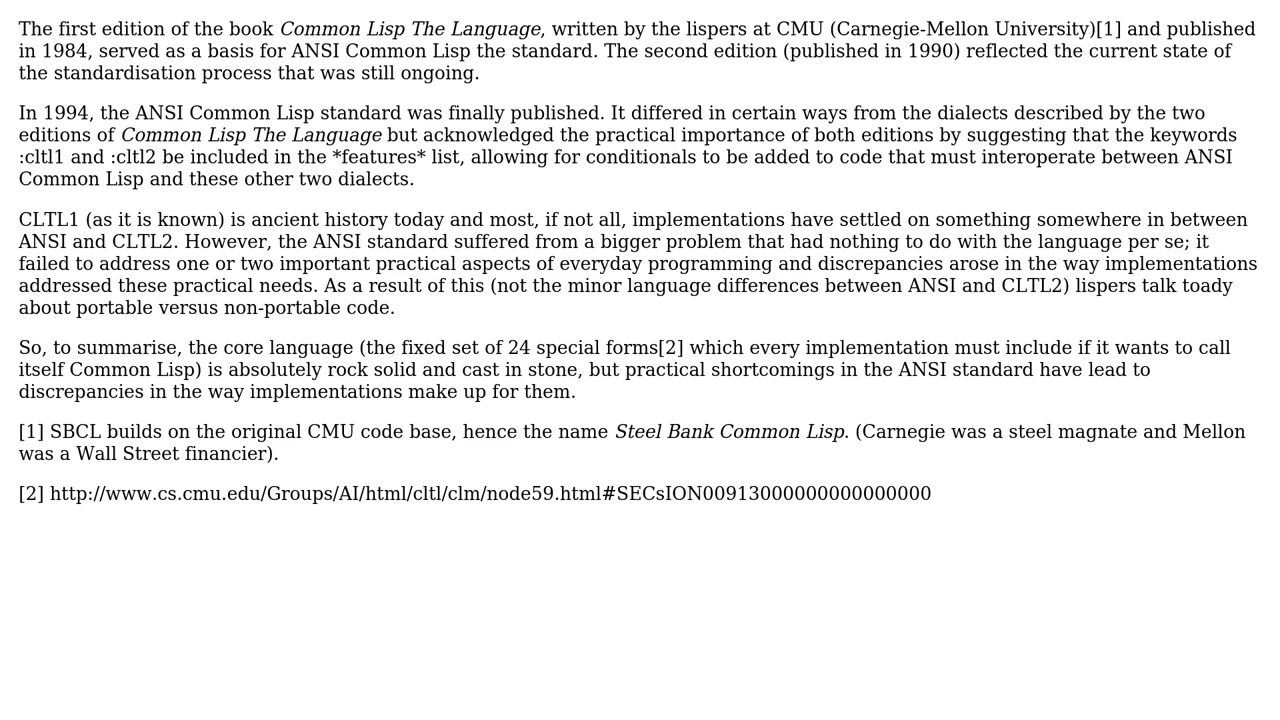 The first edition of the book Common Lisp The Language, written by the lispers at CMU (Carnegie-Mellon University)[1] and published
in 1984, served as a basis for ANSI Common Lisp the standard. The second edition (published in 1990) reflected the current state of
the standardisation process that was still ongoing.
In 1994, the ANSI Common Lisp standard was finally published. It differed in certain ways from the dialects described by the two
editions of Common Lisp The Language but acknowledged the practical importance of both editions by suggesting that the keywords
:cltl1 and :cltl2 be included in the *features* list, allowing for conditionals to be added to code that must interoperate between ANSI
Common Lisp and these other two dialects.
CLTL1 (as it is known) is ancient history today and most, if not all, implementations have settled on something somewhere in between
ANSI and CLTL2. However, the ANSI standard suffered from a bigger problem that had nothing to do with the language per se; it
failed to address one or two important practical aspects of everyday programming and discrepancies arose in the way implementations
addressed these practical needs. As a result of this (not the minor language differences between ANSI and CLTL2) lispers talk toady
about portable versus non-portable code.
So, to summarise, the core language (the fixed set of 24 special forms[2] which every implementation must include if it wants to call
itself Common Lisp) is absolutely rock solid and cast in stone, but practical shortcomings in the ANSI standard have lead to
discrepancies in the way implementations make up for them.
[1] SBCL builds on the original CMU code base, hence the name Steel Bank Common Lisp. (Carnegie was a steel magnate and Mellon
was a Wall Street financier).
[2] http://www.cs.cmu.edu/Groups/AI/html/cltl/clm/node59.html#SECsION00913000000000000000